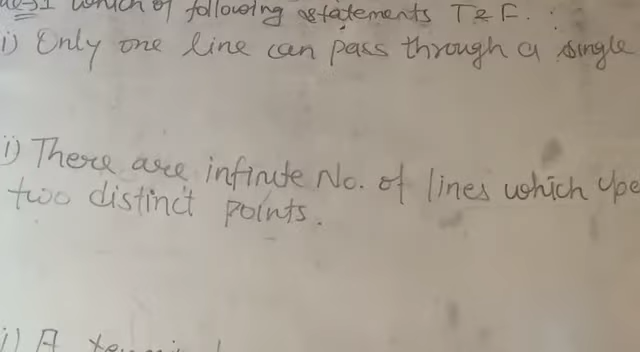 which of following statements T & F. :
i) Only one line can pass through a single
i) There are infinite No. of lines which
two distinct points.
i) A